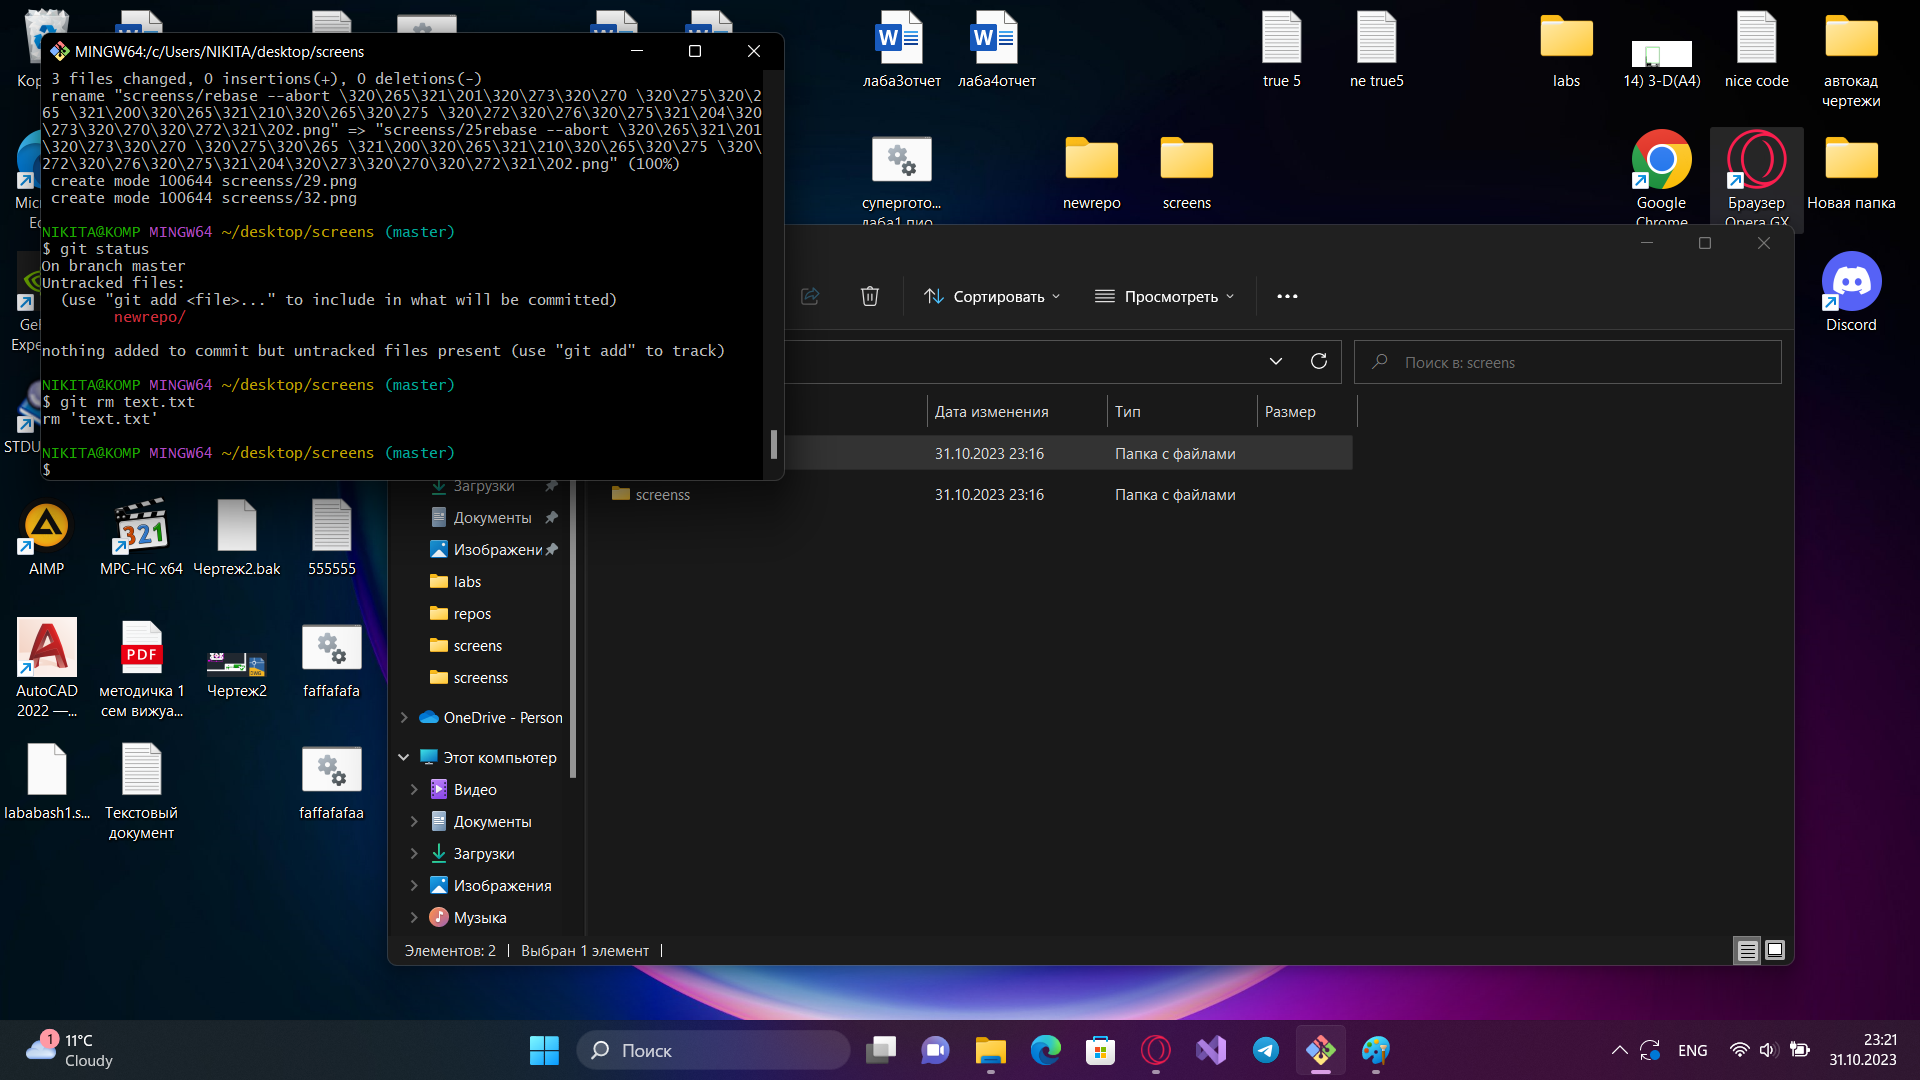 MINGW64:/c/Users/NIKITA/desktop/screens
3 files changed, 0 insertions(+), 0 deletions(-)
rename "screenss/rebase --abort \320\265\321\201\320\273\320\270 \320\275\320\2
65 \321\200\320\265\321\210\320\265\320\275 \320\272\320\276\320\275\321\204\320
\320\273\320\270\320\272\321\202.png" => "screenss/25rebase --abort \320\265\321\201
\320\273\320\270 \320\275\320\265 \321\200\320\265\321\210\320\265\320\275 \320\
272\320\276\320\275\321\204\320\273\320\270\320\272\321\202.png" (100%)
create mode 100644 screenss/29.png
create mode 100644 screenss/32.png
NIKITA@KOMP MINGW64 ~/desktop/screens (master)
$ git status
On branch master
Untracked files:
(use "git add <file>..." to include in what will be committed)
newrepo/
nothing added to commit but untracked files present (use "git add" to track)
NIKITA@KOMP MINGW64 ~/desktop/screens (master)
$ git rm text.txt
rm 'text.txt'
NIKITA@KOMP MINGW64 ~/desktop/screens (master)
$
лаба3отчет
лаба4отчет
true 5
ne true5
labs
14) 3-D(A4)
nice code
автокад
чертежи
newrepo
screens
Google
Chrome
Браузер
Opera GX
Новая папка
Discord
Сортировать
Просмотреть
Поиск в: screens
Дата изменения
Тип
Размер
31.10.2023 23:16
Папка с файлами
screenss
31.10.2023 23:16
Папка с файлами
Загрузки
Документы
Изображени
labs
repos
screens
screenss
OneDrive - Person
Этот компьютер
Видео
Документы
Загрузки
Изображения
Музыка
Элементов: 2
Выбран 1 элемент
AIMP
MPC-HC x64
Чертеж2.bak
555555
AutoCAD
2022 —...
PDF
методичка 1
сем вижуа...
Чертеж2
faffafafa
lababash1.s...
Текстовый
документ
faffafafaa
1
11°C
Cloudy
Поиск
ENG
23:21
31.10.2023